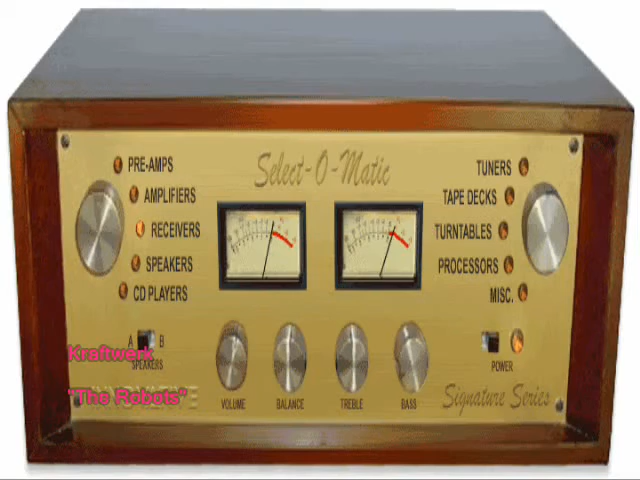 Select-O-Matic
PRE-AMPS
AMPLIFIERS
RECEIVERS
SPEAKERS
CD PLAYERS
TUNERS
TAPE DECKS
TURNTABLES
PROCESSORS
MISC.
A B
SPEAKERS
POWER
Kraftwerk
"The Robots"
VOLUME
BALANCE
TREBLE
BASS
Signature Series